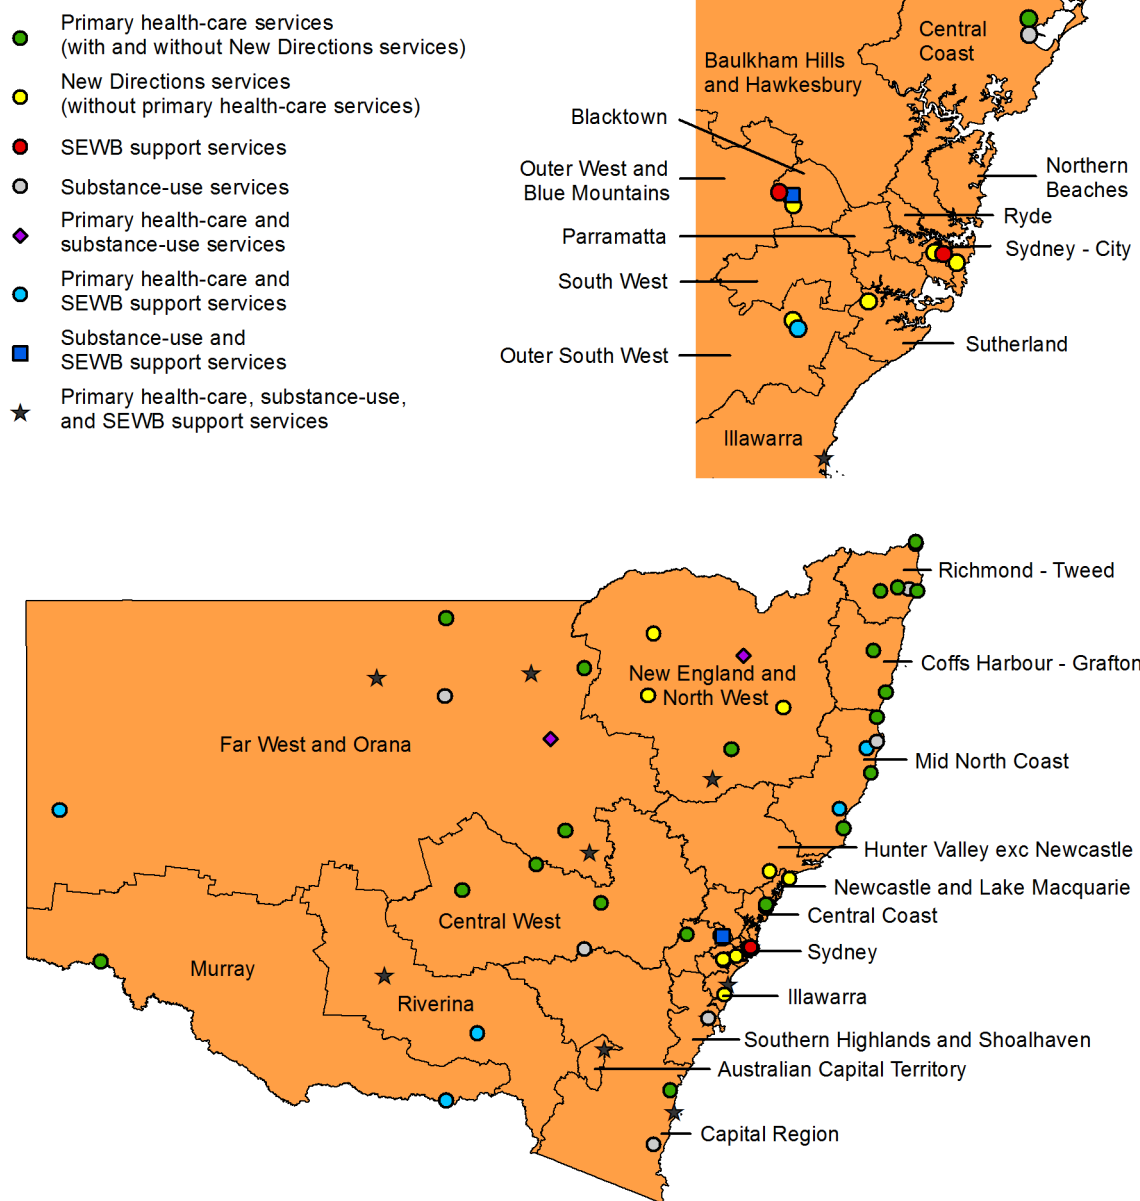 Primary health-care services
(with and without New Directions services)
New Directions services
(without primary health-care services)
SEWB support services
Substance-use services
Primary health-care and
substance-use services
Primary health-care and
SEWB support services
Substance-use and
SEWB support services
Primary health-care, substance-use,
and SEWB support services
Central
Coast
Baulkham Hills
and Hawkesbury
Blacktown
Outer West and
Blue Mountains
Northern
Beaches
Ryde
Parramatta
Sydney - City
South West
Sutherland
Outer South West
Illawarra
Richmond - Tweed
Coffs Harbour - Grafton
New England and
North West
Far West and Orana
Mid North Coast
Hunter Valley exc Newcastle
Newcastle and Lake Macquarie
Central Coast
Central West
Sydney
Murray
Riverina
Illawarra
Southern Highlands and Shoalhaven
Australian Capital Territory
Capital Region